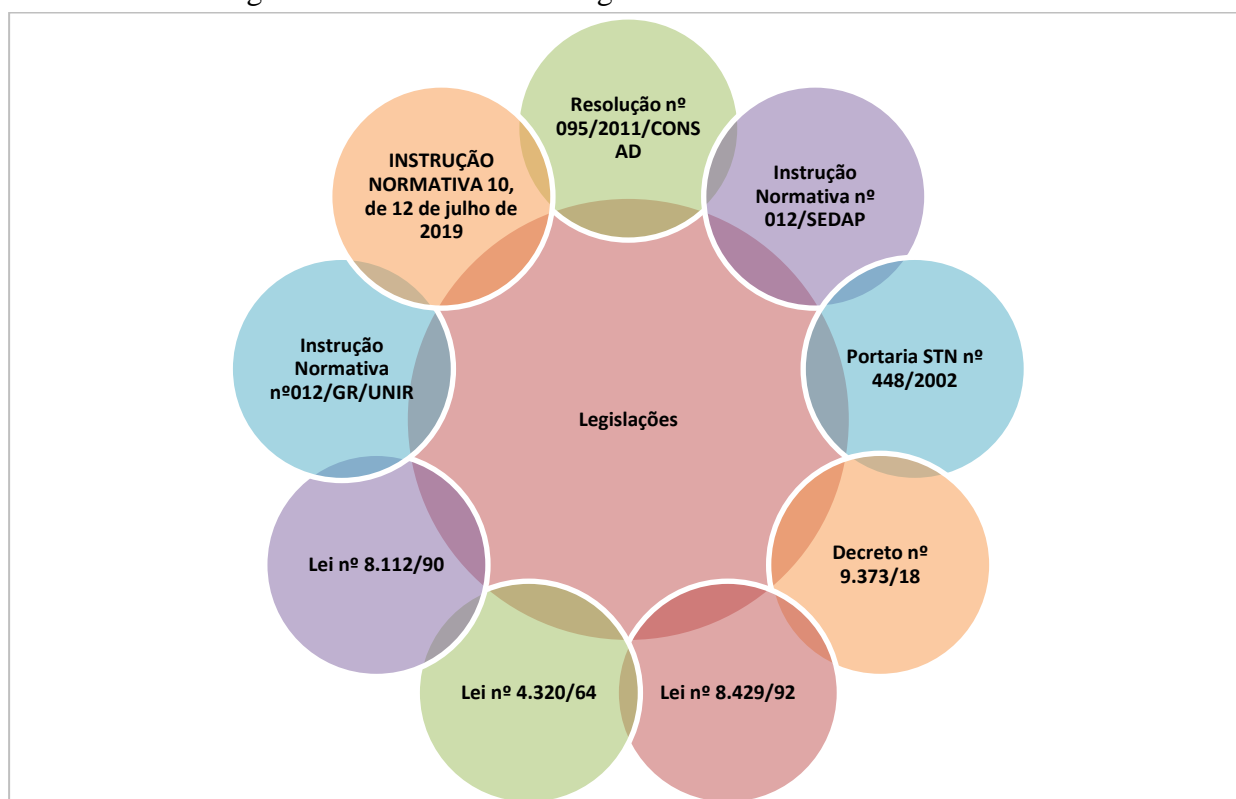 Resolução nº
095/2011/CONS
AD
Instrução
Normativa nº
012/SEDAP
Portaria STN nº
448/2002
Decreto nº
9.373/18
Lei nº 8.429/92
Lei nº 4.320/64
Lei nº 8.112/90
Instrução
Normativa
nº012/GR/UNIR
INSTRUÇÃO
NORMATIVA 10,
de 12 de julho de
2019
Legislações